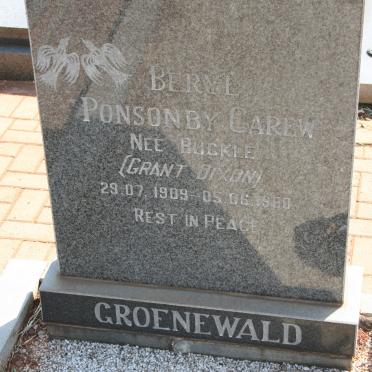 BERYL
PONSONBY CAREW
NEE BUCKLE
(GRANT DIXON)
29.07.1909 - 05.06.1980
REST IN PEACE
GROENEWALD